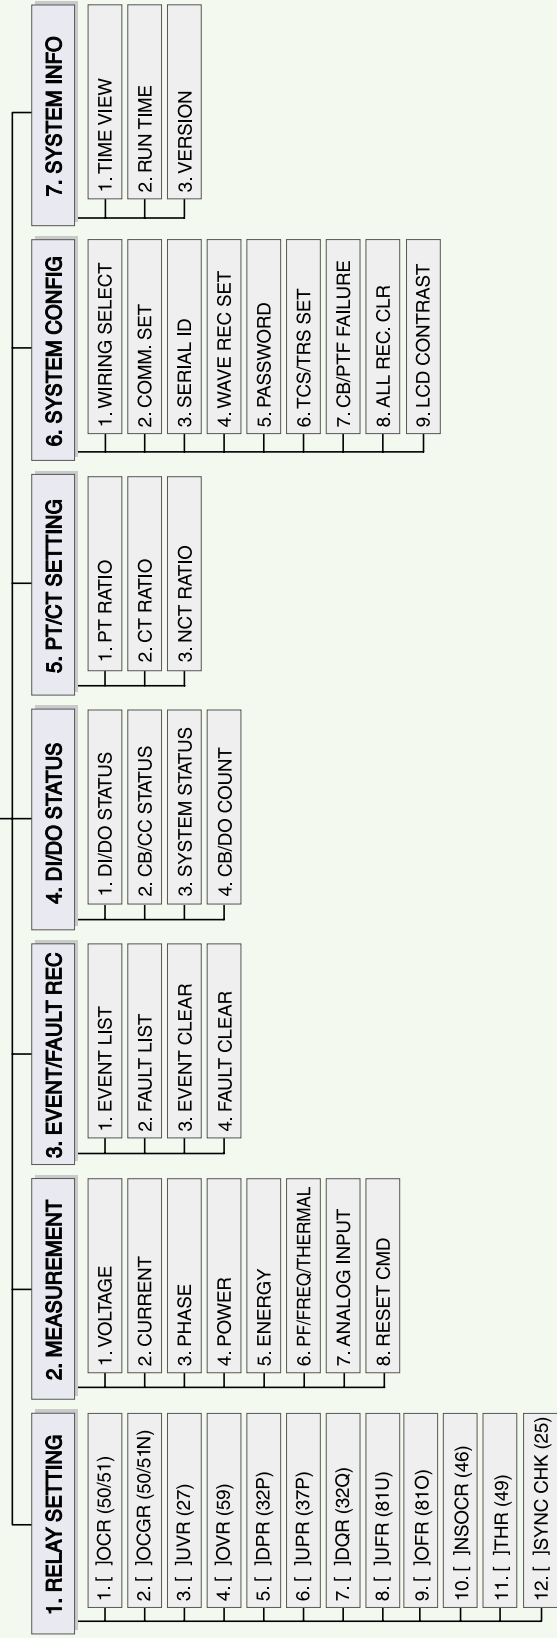 1. RELAY SETTING
1. [ ]OCR (50/51)
2. [ ]OCGR (50/51N)
3. [ ]UVR (27)
4. [ ]OVR (59)
5. [ ]DPR (32P)
6. [ ]UPR (37P)
7. [ ]DQR (32Q)
8. [ ]UFR (81U)
9. [ ]OFR (81O)
10. [ ]NSOCR (46)
11. [ ]THR (49)
12. [ ]SYNC CHK (25)
2. MEASUREMENT
1. VOLTAGE
2. CURRENT
3. PHASE
4. POWER
5. ENERGY
6. PF/FREQ/THERMAL
7. ANALOG INPUT
8. RESET CMD
3. EVENT/FAULT REC
1. EVENT LIST
2. FAULT LIST
3. EVENT CLEAR
4. FAULT CLEAR
4. DI/DO STATUS
1. DI/DO STATUS
2. CB/CC STATUS
3. SYSTEM STATUS
4. CB/DO COUNT
5. PT/CT SETTING
1. PT RATIO
2. CT RATIO
3. NCT RATIO
6. SYSTEM CONFIG
1. WIRING SELECT
2. COMM. SET
3. SERIAL ID
4. WAVE REC SET
5. PASSWORD
6. TCS/TRS SET
7. CB/PTF FAILURE
8. ALL REC. CLR
9. LCD CONTRAST
7. SYSTEM INFO
1. TIME VIEW
2. RUN TIME
3. VERSION